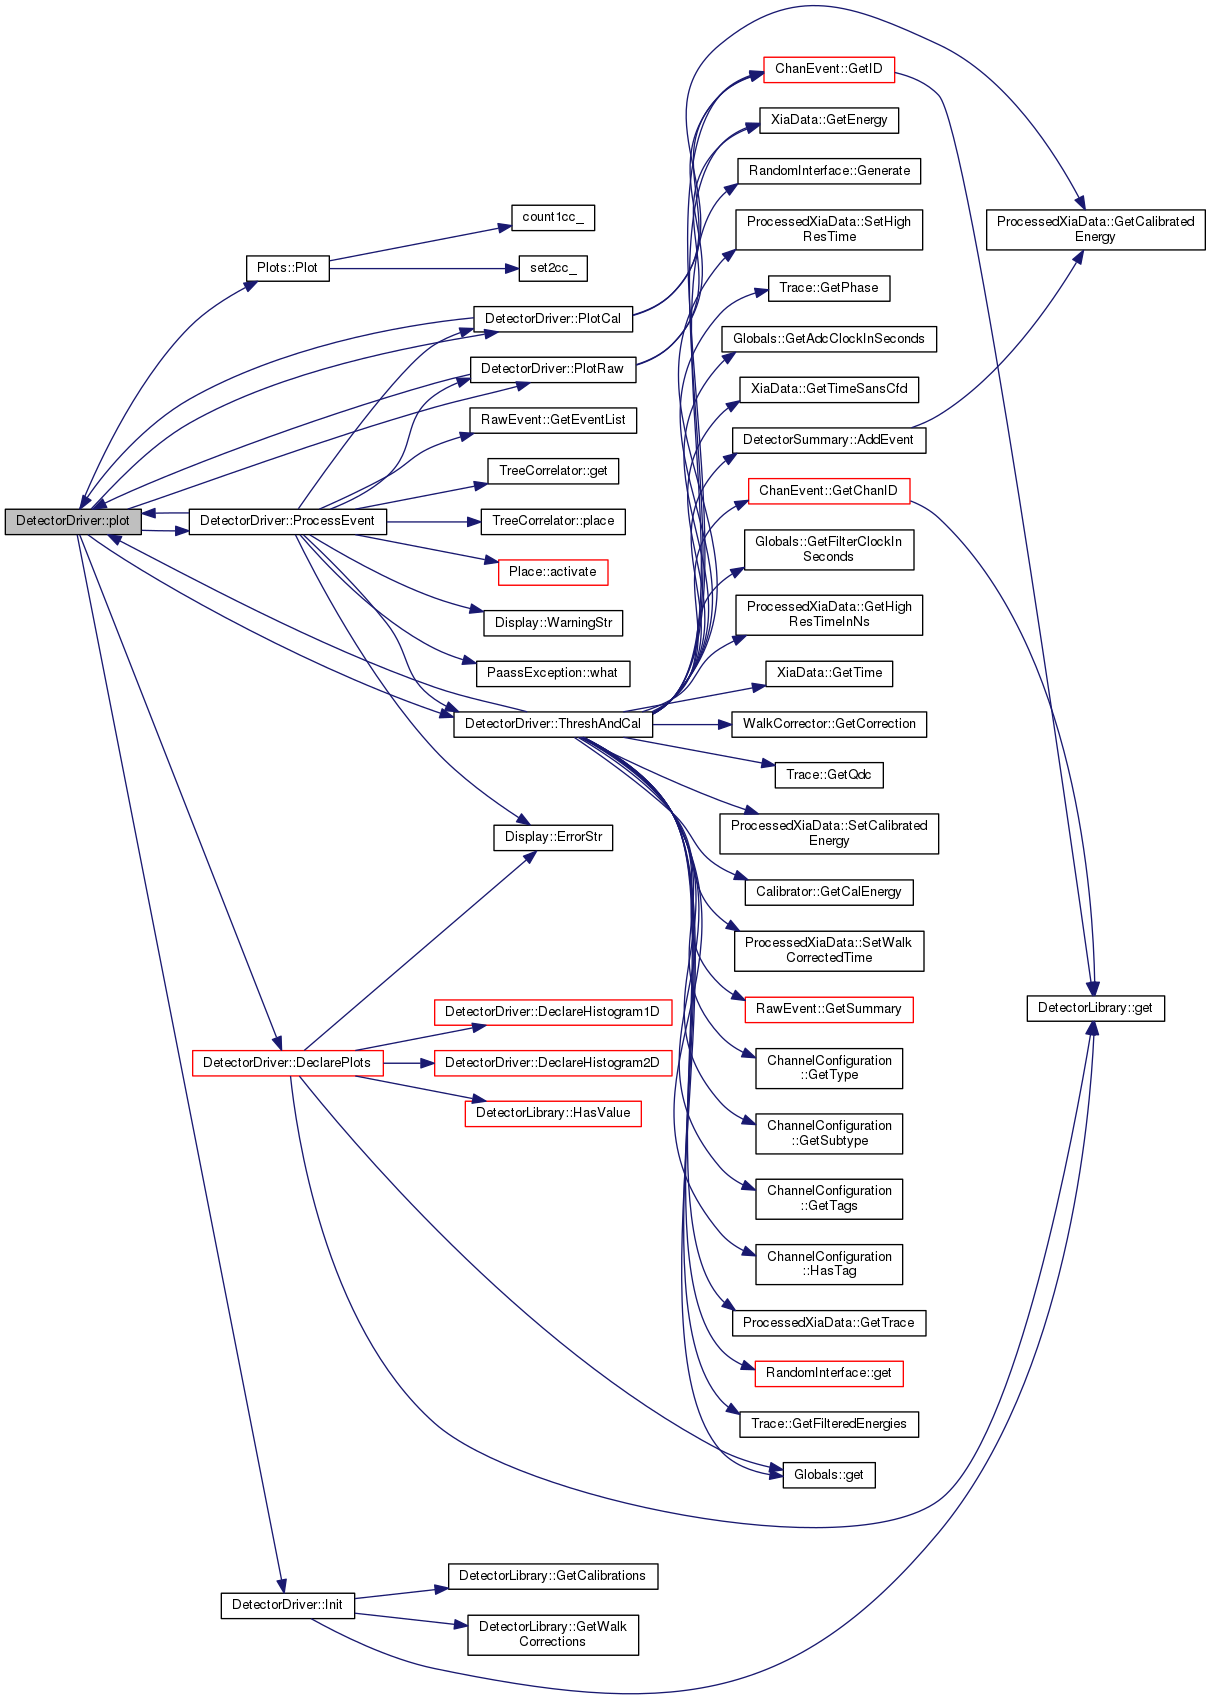 DetectorDriver::plot
Plots::Plot
count1cc_
set2cc_
DetectorDriver::PlotCal
DetectorDriver::PlotRaw
RawEvent::GetEventList
TreeCorrelator::get
DetectorDriver::ProcessEvent
TreeCorrelator::place
Place::activate
Display::WarningStr
PaassException::what
DetectorDriver::ThreshAndCal
Display::ErrorStr
DetectorDriver::DeclarePlots
DetectorDriver::DeclareHistogram1D
DetectorDriver::DeclareHistogram2D
DetectorLibrary::HasValue
DetectorDriver::Init
DetectorLibrary::GetCalibrations
DetectorLibrary::GetWalk
Corrections
ChanEvent::GetID
XiaData::GetEnergy
RandomInterface::Generate
ProcessedXiaData::SetHigh
ResTime
Trace::GetPhase
Globals::GetAdcClockInSeconds
XiaData::GetTimeSansCfd
DetectorSummary::AddEvent
ChanEvent::GetChanID
Globals::GetFilterClockIn
Seconds
ProcessedXiaData::GetHigh
ResTimeInNs
XiaData::GetTime
WalkCorrector::GetCorrection
Trace::GetQdc
ProcessedXiaData::SetCalibrated
Energy
Calibrator::GetCalEnergy
ProcessedXiaData::SetWalk
CorrectedTime
RawEvent::GetSummary
ChannelConfiguration
::GetType
ChannelConfiguration
::GetSubtype
ChannelConfiguration
::GetTags
ChannelConfiguration
::HasTag
ProcessedXiaData::GetTrace
RandomInterface::get
Trace::GetFilteredEnergies
Globals::get
ProcessedXiaData::GetCalibrated
Energy
DetectorLibrary::get